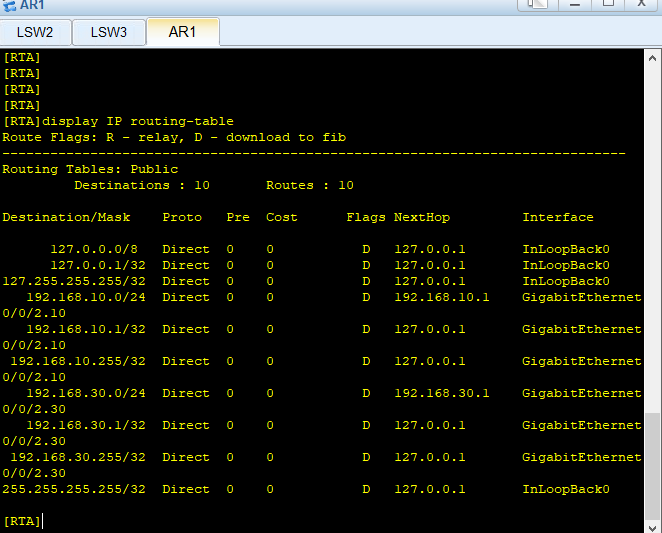 AR1
LSW2 LSW3 AR1
[RTA]
[RTA]
[RTA]
[RTA]
[RTA]display IP routing-table
Route Flags: R - relay, D - download to fib
------------------------------------------------------------------------------
Routing Tables: Public
         Destinations : 10       Routes : 10

Destination/Mask    Proto   Pre  Cost      Flags NextHop         Interface

      127.0.0.0/8   Direct  0    0           D   127.0.0.1       InLoopBack0
      127.0.0.1/32  Direct  0    0           D   127.0.0.1       InLoopBack0
127.255.255.255/32  Direct  0    0           D   127.0.0.1       InLoopBack0
   192.168.10.0/24  Direct  0    0           D   192.168.10.1    GigabitEthernet
0/0/2.10
   192.168.10.1/32  Direct  0    0           D   127.0.0.1       GigabitEthernet
0/0/2.10
 192.168.10.255/32  Direct  0    0           D   127.0.0.1       GigabitEthernet
0/0/2.10
   192.168.30.0/24  Direct  0    0           D   192.168.30.1    GigabitEthernet
0/0/2.30
   192.168.30.1/32  Direct  0    0           D   127.0.0.1       GigabitEthernet
0/0/2.30
 192.168.30.255/32  Direct  0    0           D   127.0.0.1       GigabitEthernet
0/0/2.30
255.255.255.255/32  Direct  0    0           D   127.0.0.1       InLoopBack0

[RTA]